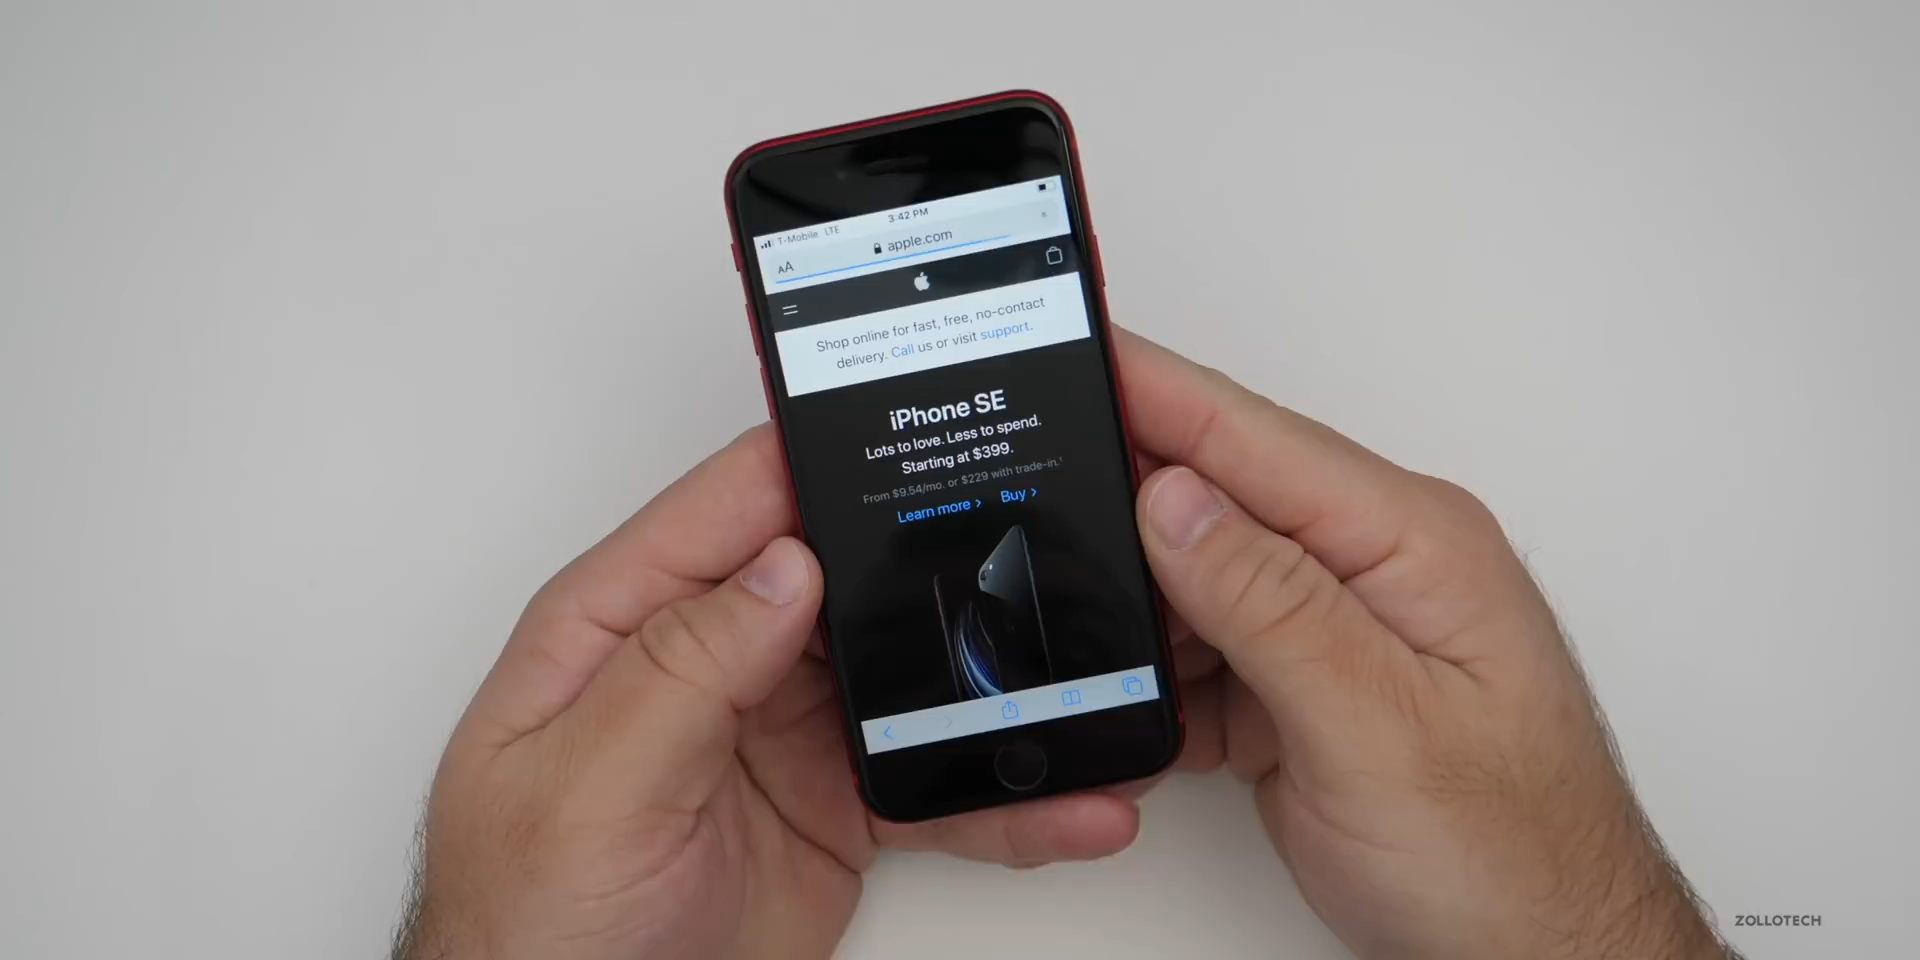 T-Mobile LTE 3:42 PM
AA apple.com
Shop online for fast, free, no-contact
delivery. Call us or visit support.
iPhone SE
Lots to love. Less to spend.
Starting at $399.
From $9.54/mo. or $229 with trade-in.¹
Learn more > Buy >
ZOLLOTECH